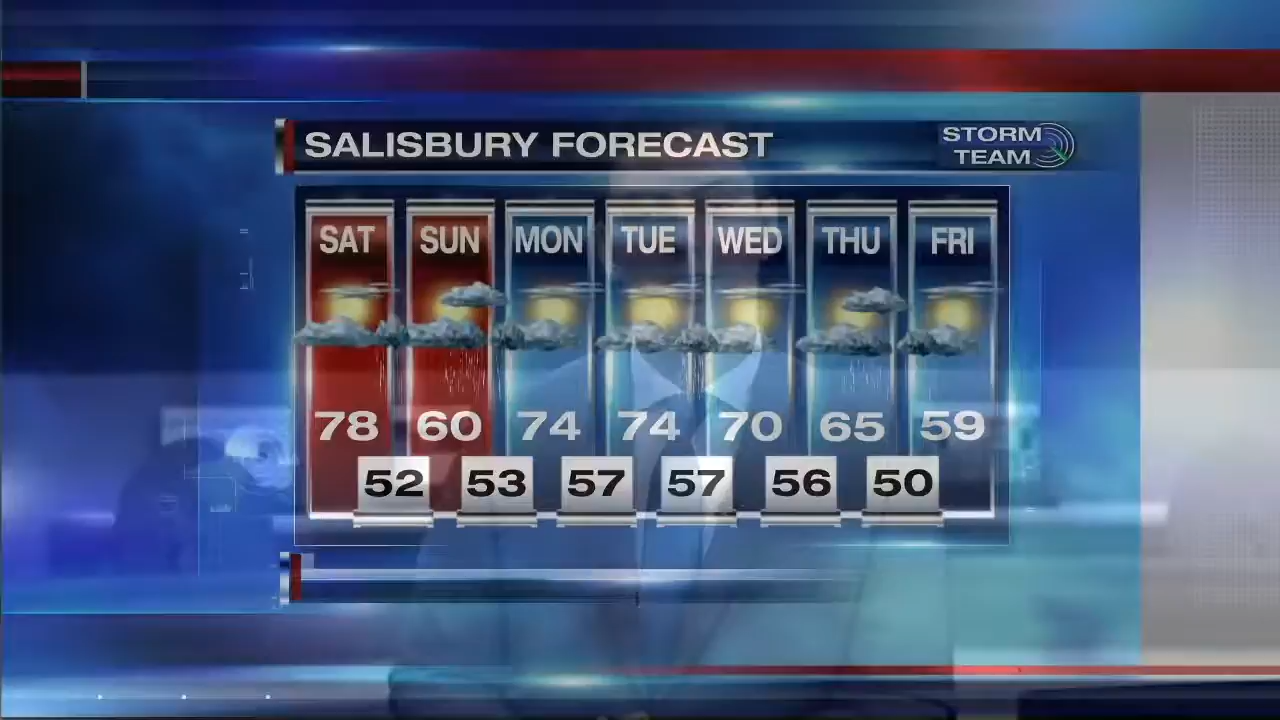 SALISBURY FORECAST
STORM
TEAM
SAT SUN MON TUE WED THU FRI
78 60 74 74 70 65 59
52 53 57 57 56 50